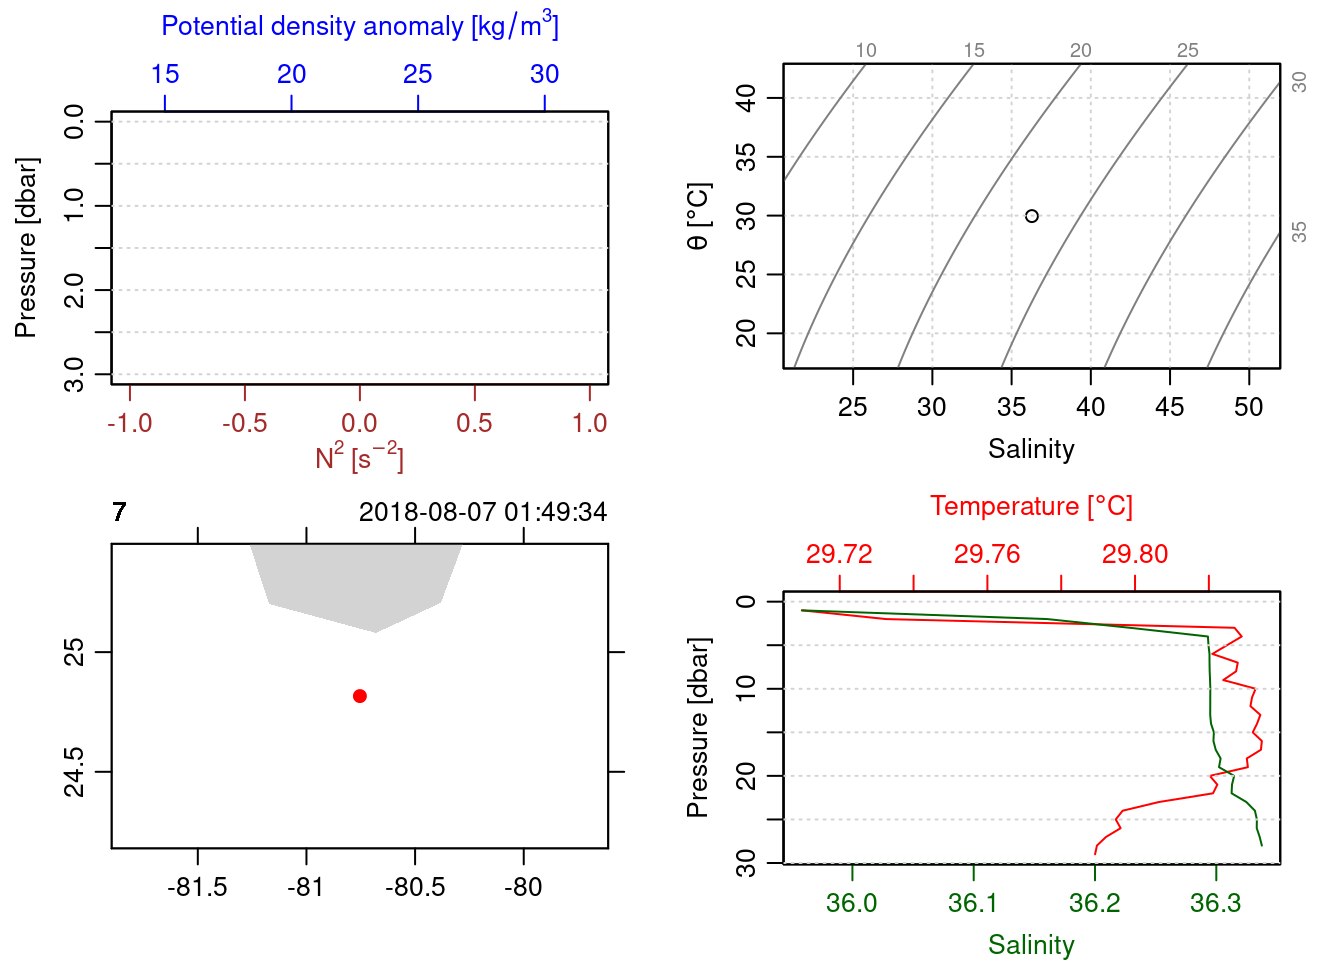 Potential density anomaly [kg/m³]
15 20 25 30
0.0
1.0
2.0
3.0
Pressure [dbar]
-1.0 -0.5 0.0 0.5 1.0
N² [s⁻²]
10 15 20 25
30
35
40
35
30
25
20
θ [°C]
25 30 35 40 45 50
Salinity
7 2018-08-07 01:49:34
25
24.5
-81.5 -81 -80.5 -80
Temperature [°C]
29.72 29.76 29.80
0
10
20
30
Pressure [dbar]
36.0 36.1 36.2 36.3
Salinity